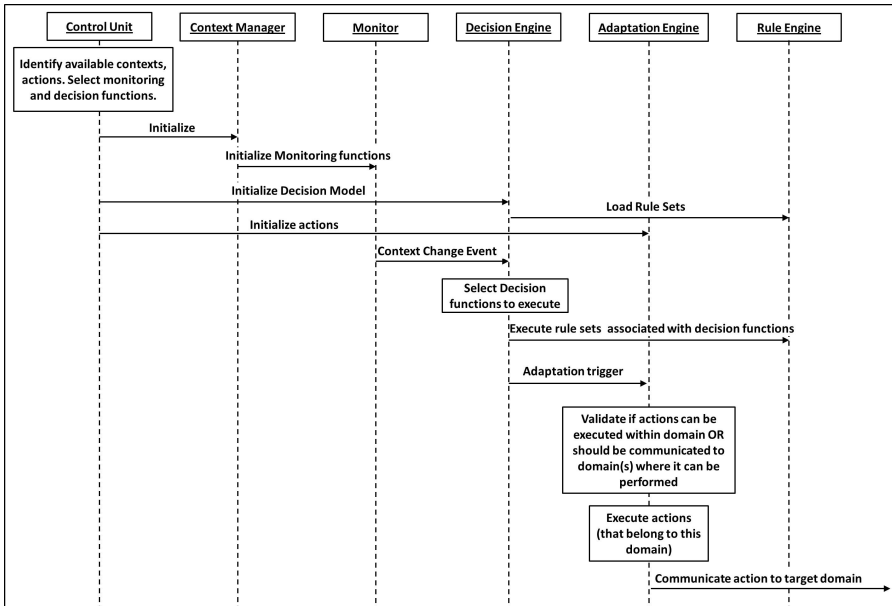 Control Unit
Context Manager
Monitor
Decision Engine
Adaptation Engine
Rule Engine
Identify available contexts,
actions. Select monitoring
and decision functions.
Initialize
Initialize Monitoring functions
Initialize Decision Model
Load Rule Sets
Initialize actions
Context Change Event
Select Decision
functions to execute
Execute rule sets associated with decision functions
Adaptation trigger
Validate if actions can be
executed within domain OR
should be communicated to
domain(s) where it can be
performed
Execute actions
(that belong to this
domain)
Communicate action to target domain